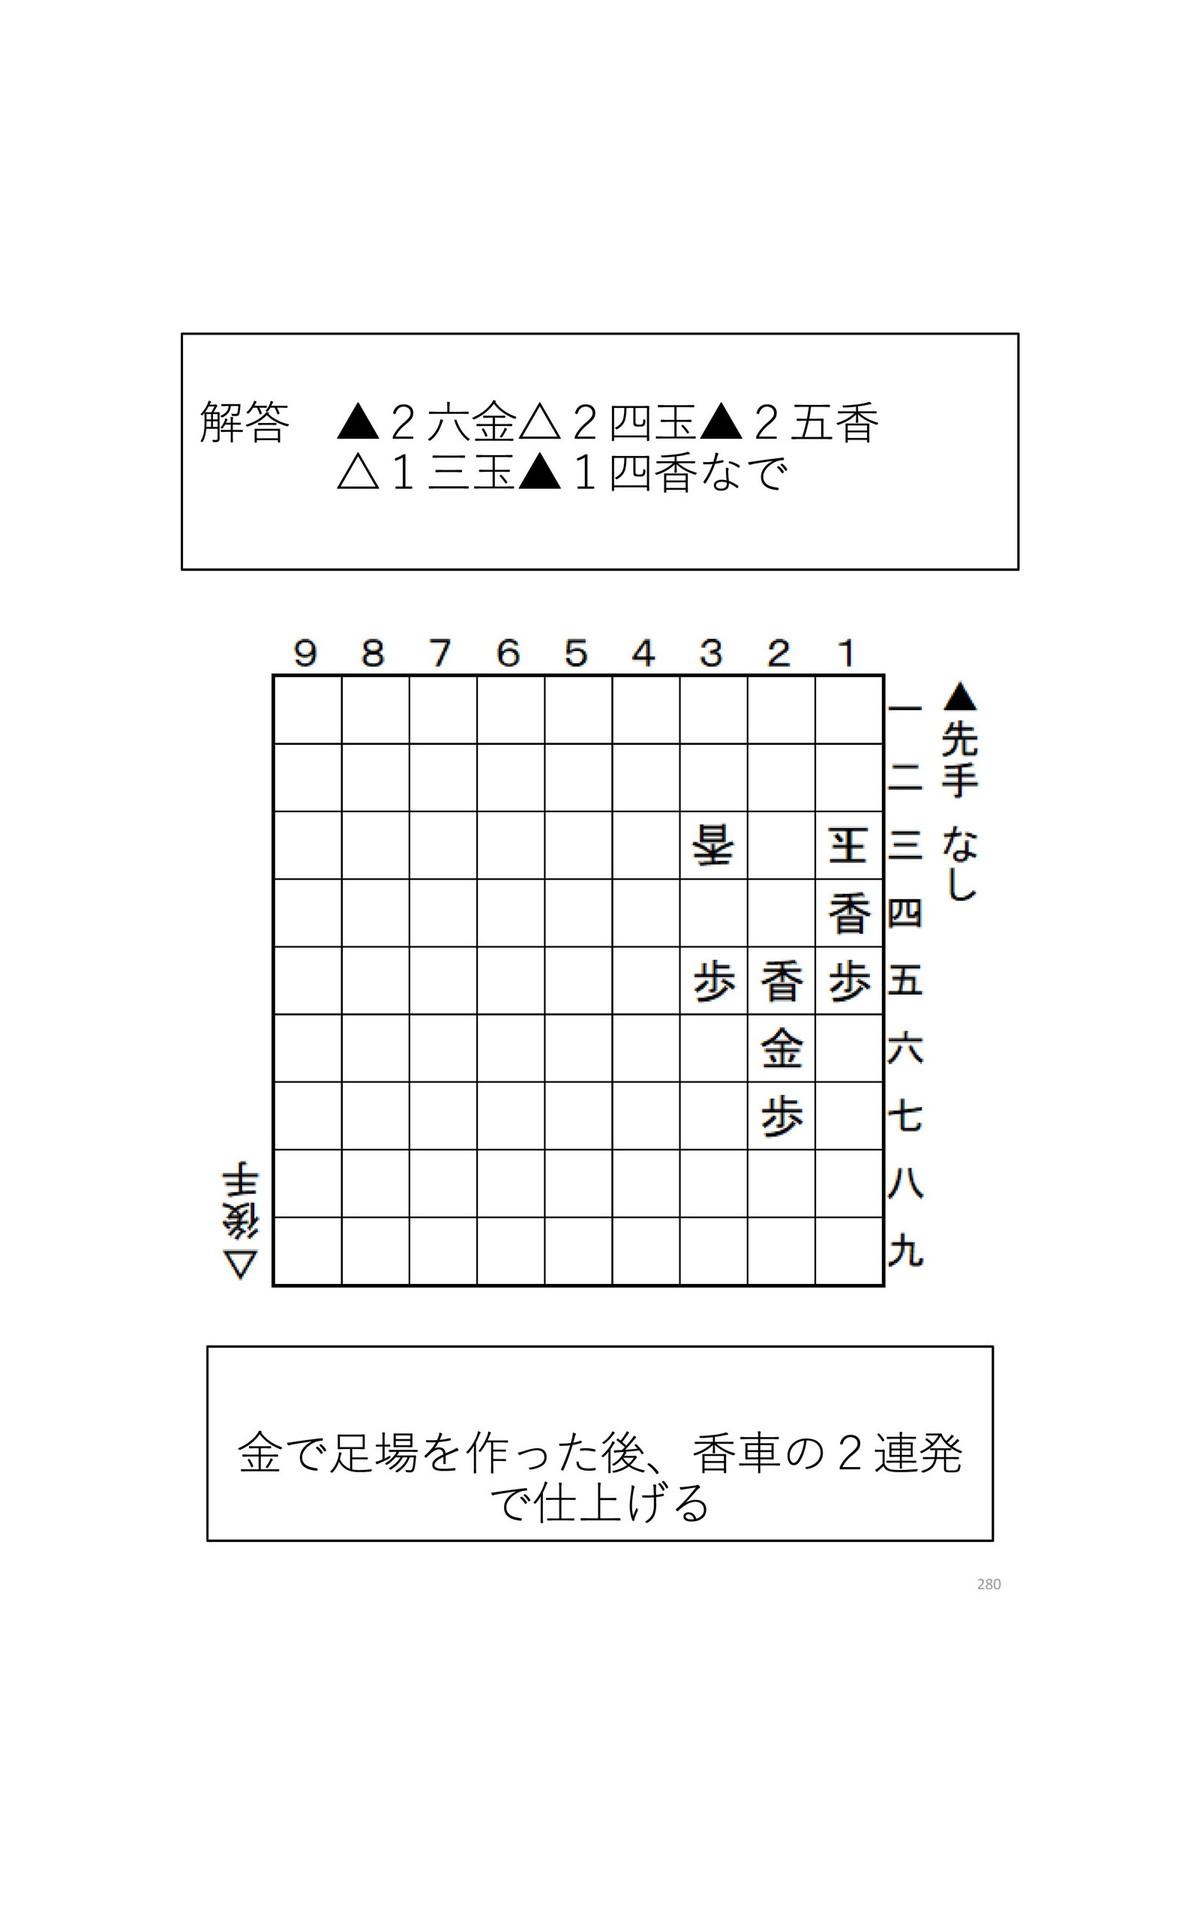 解答　▲２六金△２四玉▲２五香
△１三玉▲１四香なで
９ ８ ７ ６ ５ ４ ３ ２ １
一
二
香 王 三
香 四
歩 香 歩 五
金 六
歩 七
八
九
▲先手 なし
△後手
金で足場を作った後、香車の２連発
で仕上げる
280